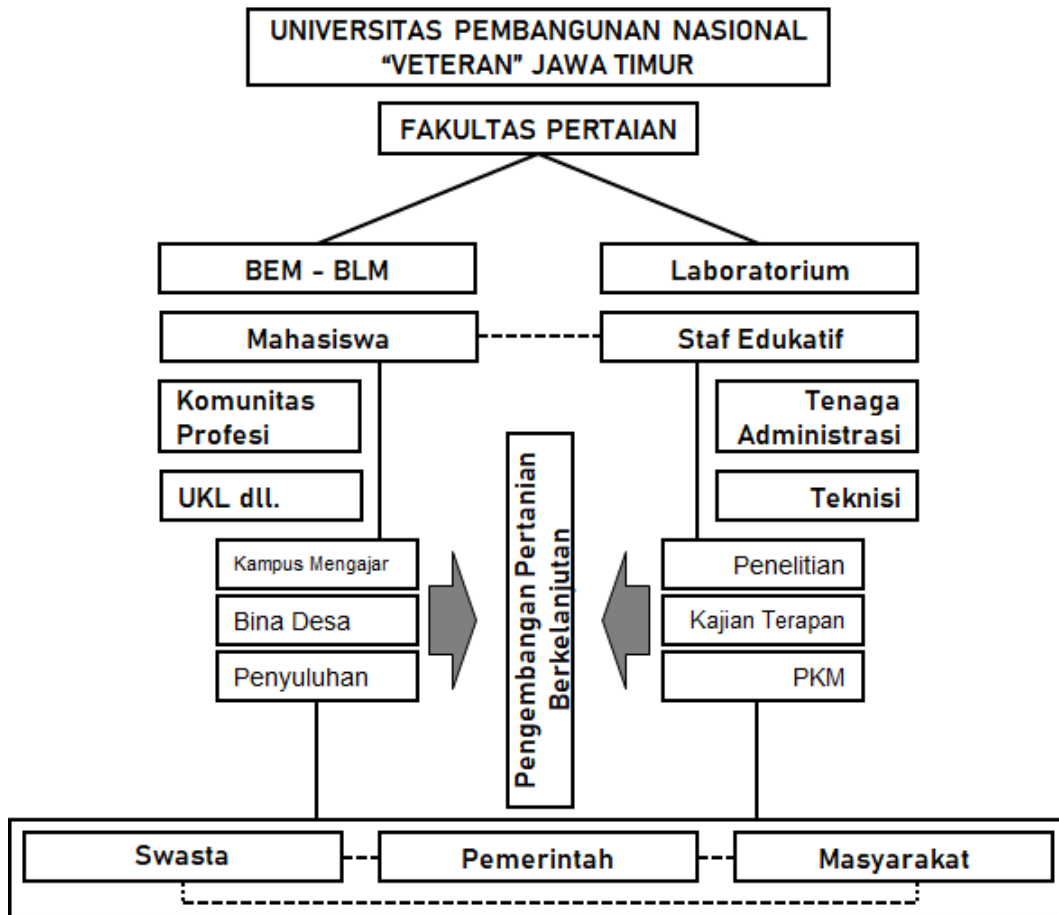 UNIVERSITAS PEMBANGUNAN NASIONAL
“VETERAN” JAWA TIMUR
FAKULTAS PERTAIAN
BEM - BLM
Laboratorium
Mahasiswa
Staf Edukatif
Komunitas
Profesi
Tenaga
Administrasi
UKL dll.
Teknisi
Pengembangan Pertanian
Berkelanjutan
Kampus Mengajar
Penelitian
Bina Desa
Kajian Terapan
Penyuluhan
PKM
Swasta
Pemerintah
Masyarakat